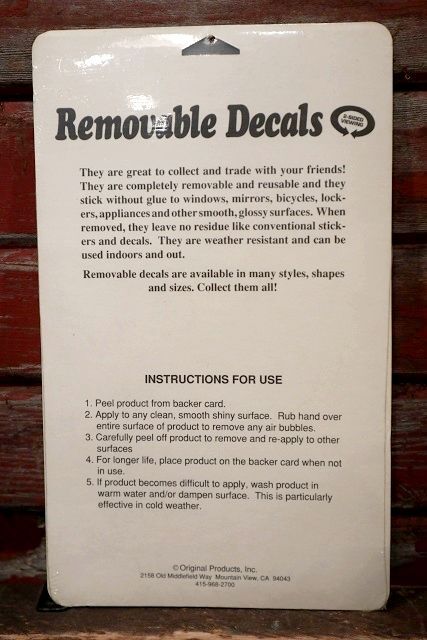 Removable Decals
2-SIDED
VIEWING
They are great to collect and trade with your friends!
They are completely removable and reusable and they
stick without glue to windows, mirrors, bicycles, lock-
ers, appliances and other smooth, glossy surfaces. When
removed, they leave no residue like conventional stick-
ers and decals. They are weather resistant and can be
used indoors and out.
Removable decals are available in many styles, shapes
and sizes. Collect them all!
INSTRUCTIONS FOR USE
1. Peel product from backer card.
2. Apply to any clean, smooth shiny surface. Rub hand over
entire surface of product to remove any air bubbles.
3. Carefully peel off product to remove and re-apply to other
surfaces
4. For longer life, place product on the backer card when not
in use.
5. If product becomes difficult to apply, wash product in
warm water and/or dampen surface. This is particularly
effective in cold weather.
© Original Products, Inc.
2158 Old Middlefield Way Mountain View, CA 94043
415-968-2700